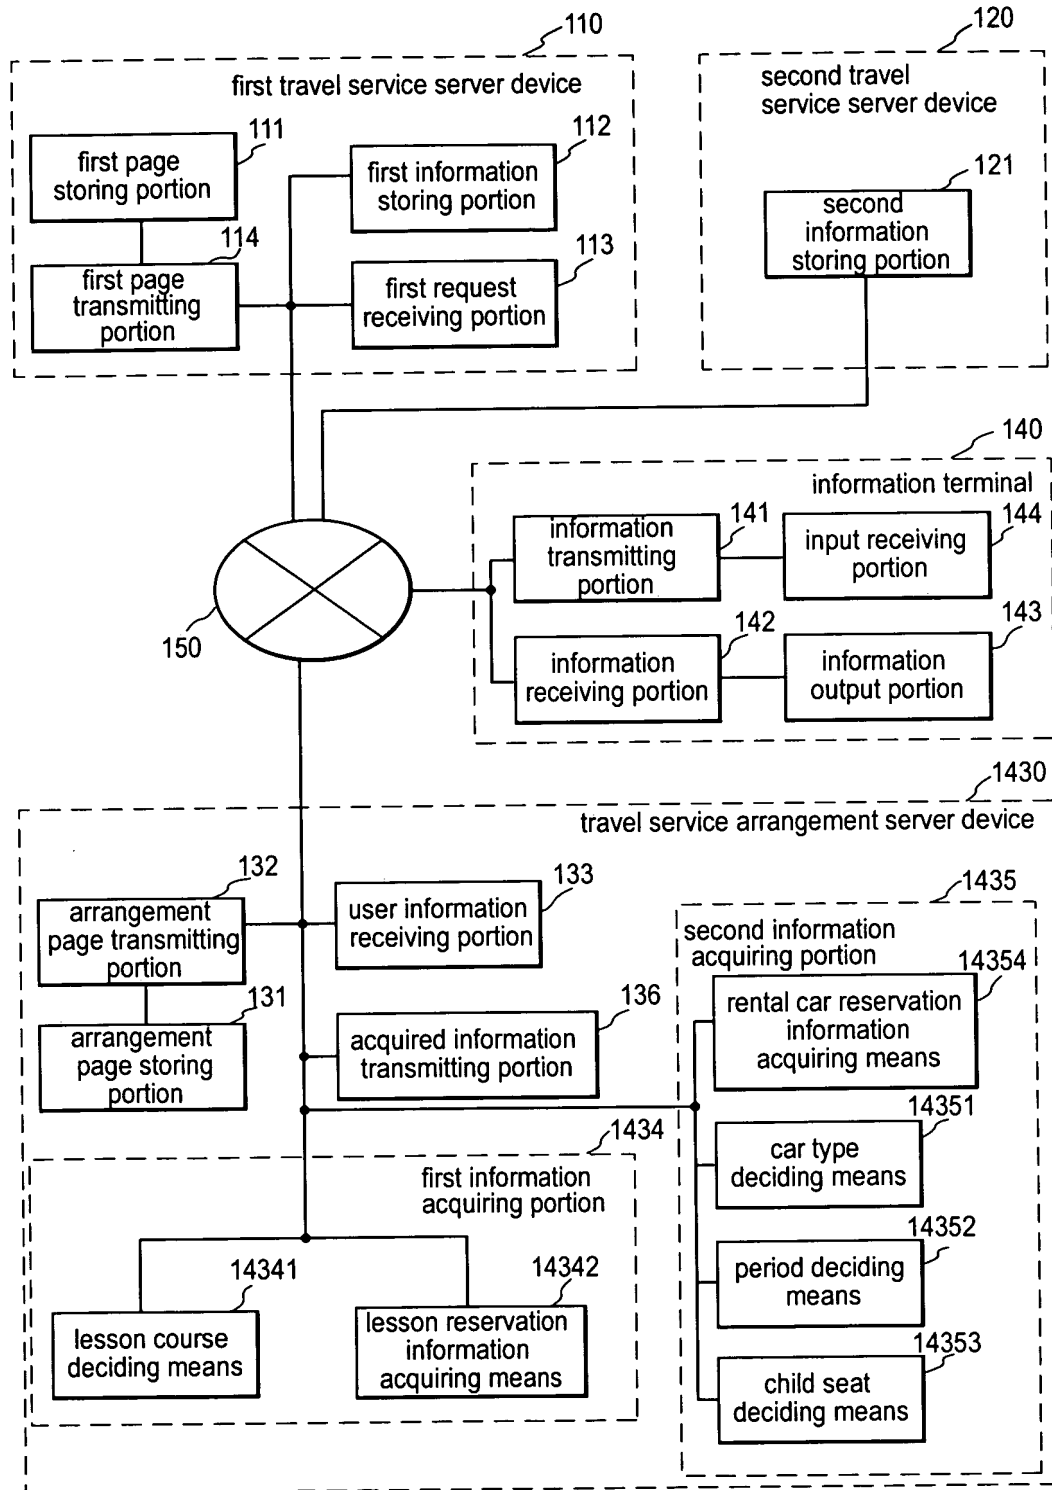 110
first travel service server device
111
first page
storing portion
112
first information
storing portion
114
first page
transmitting
portion
113
first request
receiving portion
120
second travel
service server device
121
second
information
storing portion
140
information terminal
141
information
transmitting
portion
144
input receiving
portion
142
information
receiving portion
143
information
output portion
150
1430
travel service arrangement server device
132
arrangement
page transmitting
portion
133
user information
receiving portion
131
arrangement
page storing
portion
136
acquired information
transmitting portion
1435
second information
acquiring portion
14354
rental car reservation
information
acquiring means
14351
car type
deciding means
14352
period deciding
means
14353
child seat
deciding means
1434
first information
acquiring portion
14341
lesson course
deciding means
14342
lesson reservation
information
acquiring means